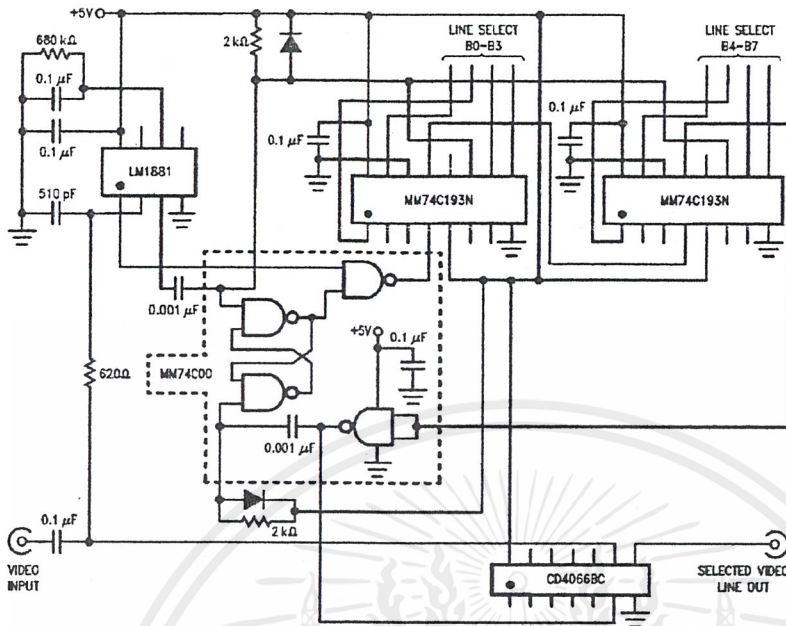 +5V
680 kΩ
0.1 μF
0.1 μF
LM1881
510 pF
620Ω
0.1 μF
VIDEO
INPUT
2 kΩ
0.1 μF
LINE SELECT
B0-B3
MM74C193N
0.1 μF
LINE SELECT
B4-B7
MM74C193N
0.001 μF
MM74C00
+5V
0.1 μF
0.001 μF
2 kΩ
CD4066BC
SELECTED VIDEO
LINE OUT